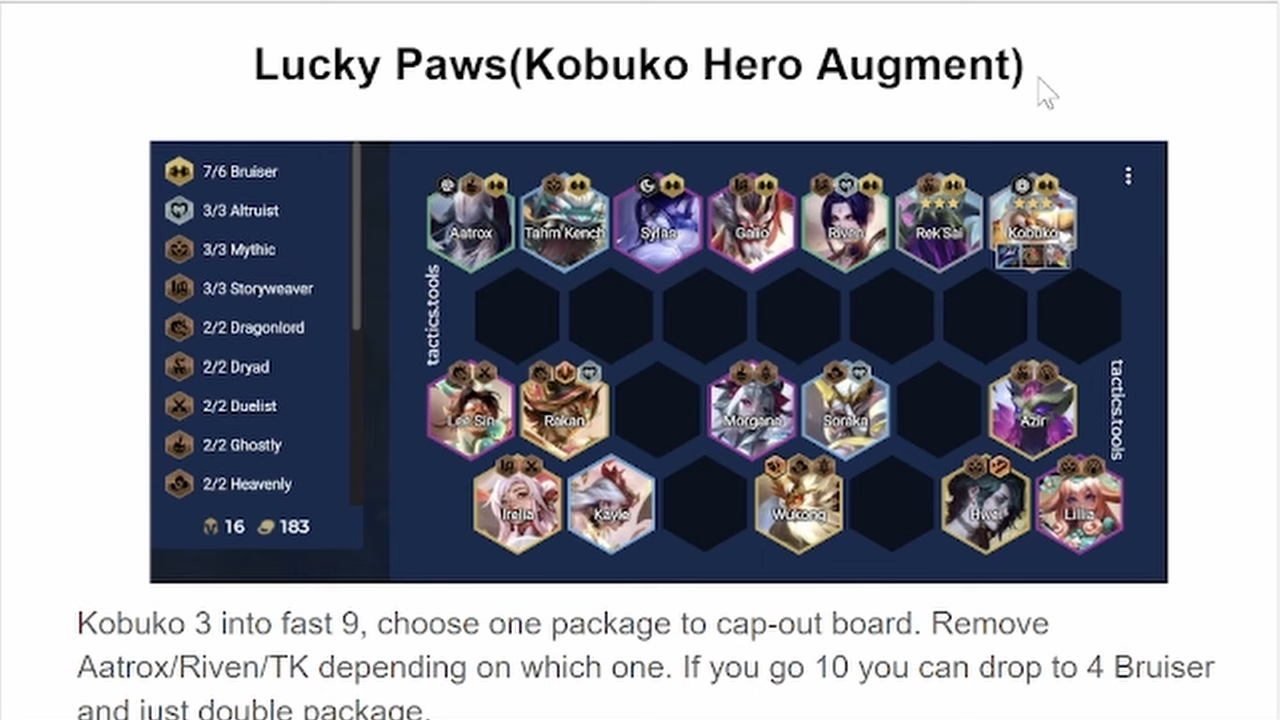 Lucky Paws(Kobuko Hero Augment)
7/6 Bruiser
3/3 Altruist
3/3 Mythic
3/3 Storyweaver
2/2 Dragonlord
2/2 Dryad
2/2 Duelist
2/2 Ghostly
2/2 Heavenly
16 183
tactics.tools
Aatrox Tahm Kench Sylas Galio Riven Rek'Sai Kobuko
Lee Sin Rakan Morgana Soraka Azir
Irelia Kayle Wukong Hwei Lillia
tactics.tools
Kobuko 3 into fast 9, choose one package to cap-out board. Remove
Aatrox/Riven/TK depending on which one. If you go 10 you can drop to 4 Bruiser
and just double package.